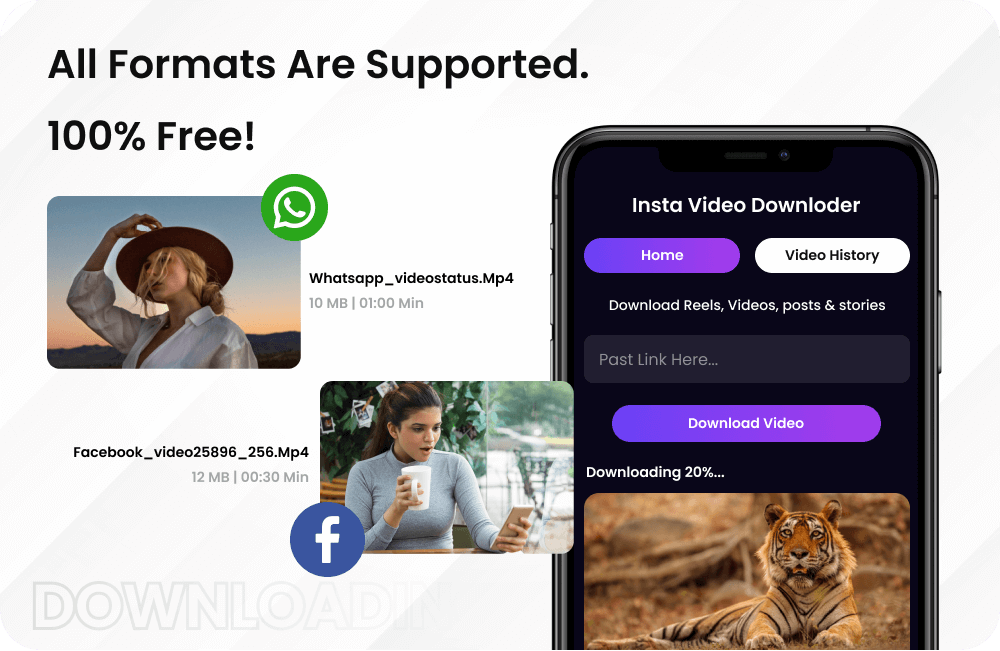 All Formats Are Supported.
100% Free!
Whatsapp_videostatus.Mp4
10 MB | 01:00 Min
Facebook_video25896_256.Mp4
12 MB | 00:30 Min
DOWNLOADIN
Insta Video Downloder
Home
Video History
Download Reels, Videos, posts & stories
Past Link Here...
Download Video
Downloading 20%...